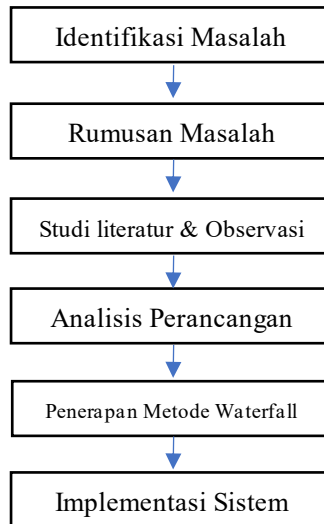 Identifikasi Masalah
Rumusan Masalah
Studi literatur & Observasi
Analisis Perancangan
Penerapan Metode Waterfall
Implementasi Sistem